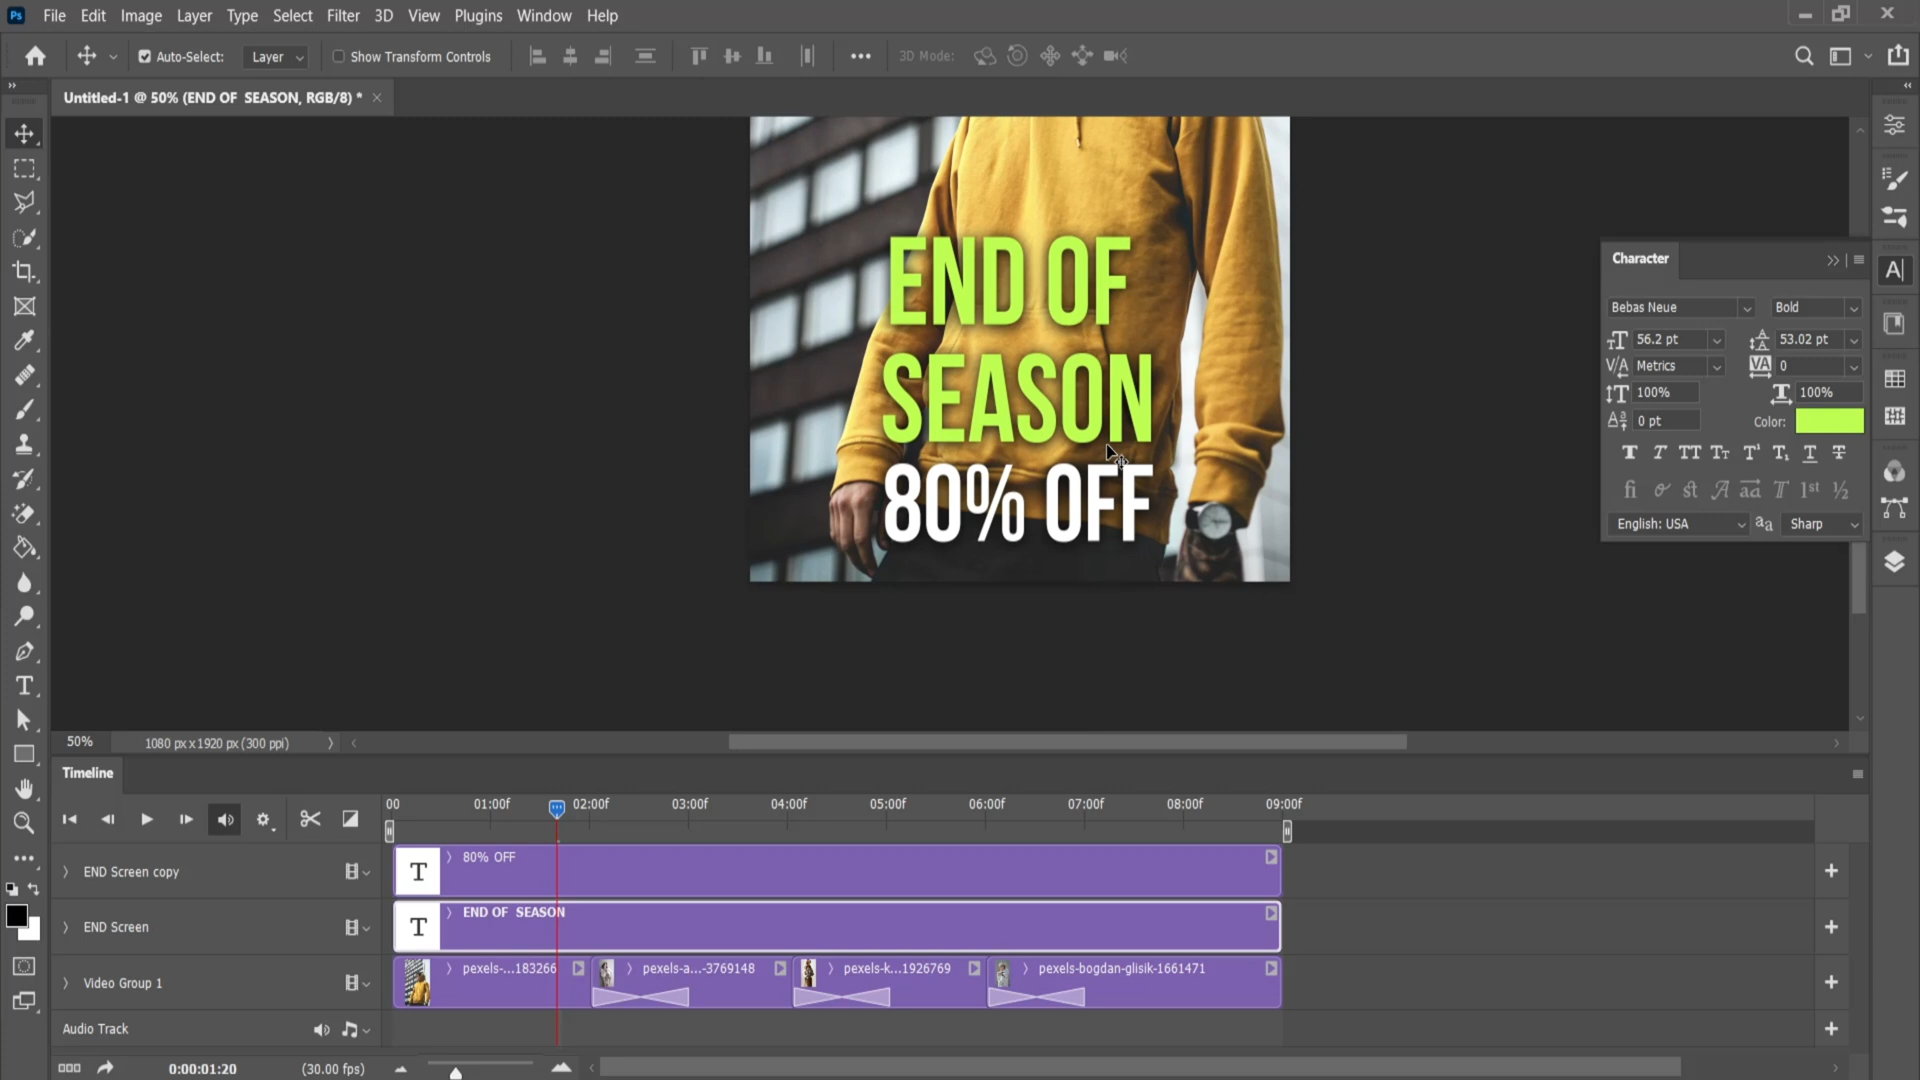 Ps File Edit Image Layer Type Select Filter 3D View Plugins Window Help
Auto-Select: Layer Show Transform Controls 3D Mode:
Untitled-1 @ 50% (END OF SEASON, RGB/8) *
END OF
SEASON
80% OFF
Character
Bebas Neue Bold
56.2 pt 53.02 pt
Metrics 0
100% 100%
0 pt Color:
English: USA Sharp
50% 1080 px x 1920 px (300 ppi)
Timeline
00 01:00f 02:00f 03:00f 04:00f 05:00f 06:00f 07:00f 08:00f 09:00f
END Screen copy T 80% OFF
END Screen T END OF SEASON
Video Group 1 pexels-...183266 pexels-a...-3769148 pexels-k...1926769 pexels-bogdan-glisik-1661471
Audio Track
0:00:01:20 (30.00 fps)